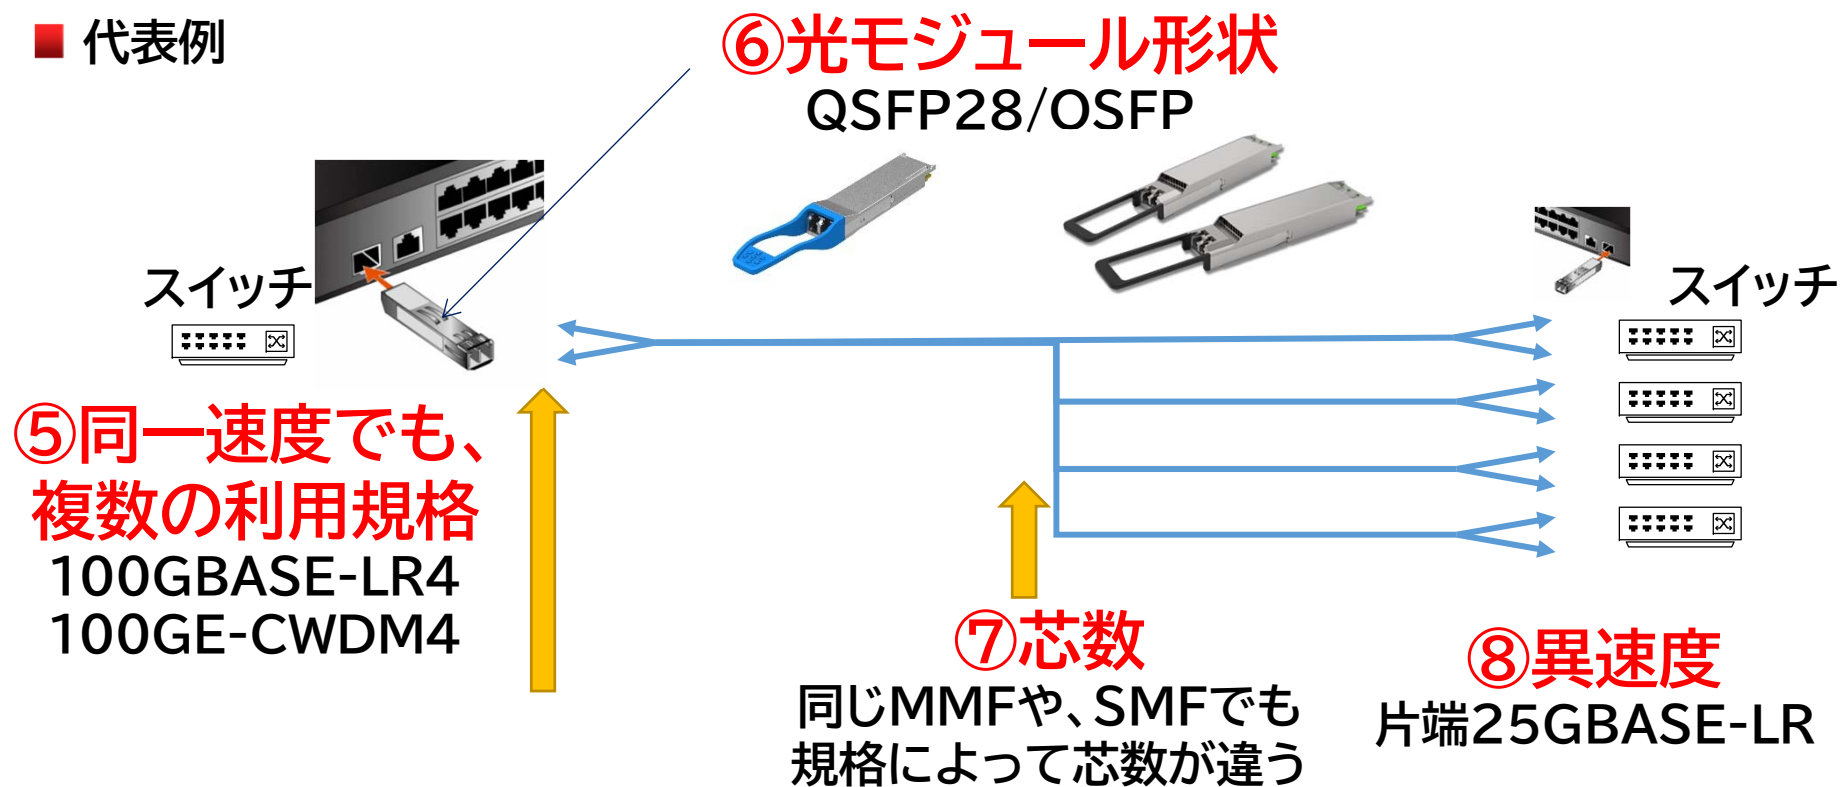 代表例
⑥光モジュール形状
QSFP28/OSFP
スイッチ
スイッチ
⑤同一速度でも、
複数の利用規格
100GBASE-LR4
100GE-CWDM4
⑦芯数
同じMMFや、SMFでも
規格によって芯数が違う
⑧異速度
片端25GBASE-LR